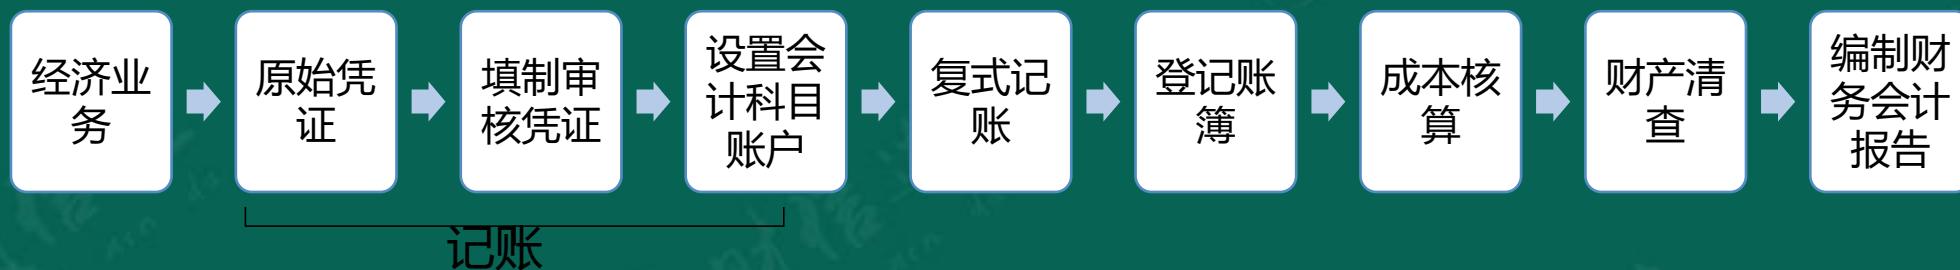 经济业
务
原始凭
证
填制审
核凭证
设置会
计科目
账户
复式记
账
登记账
簿
成本核
算
财产清
查
编制财
务会计
报告
记账